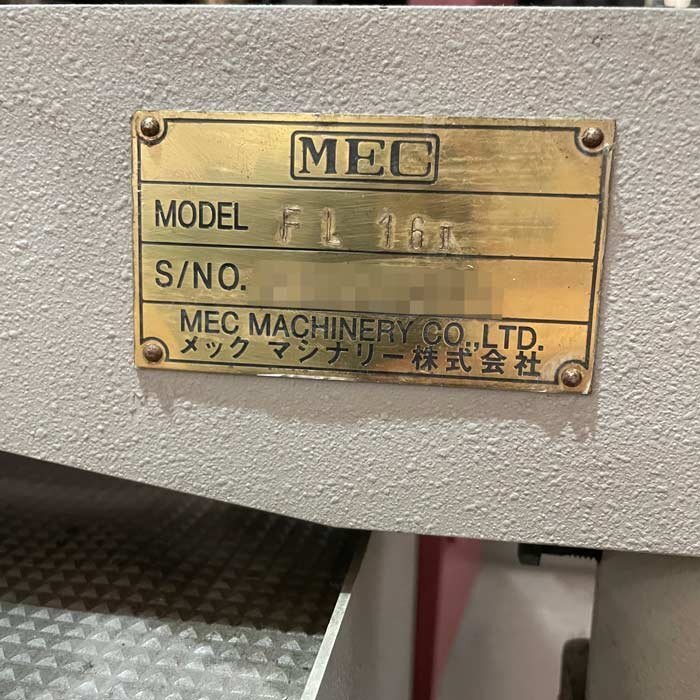 MEC
MODEL FL 16Ⅱ
S/NO.
MEC MACHINERY CO.,LTD.
メック マシナリー株式会社